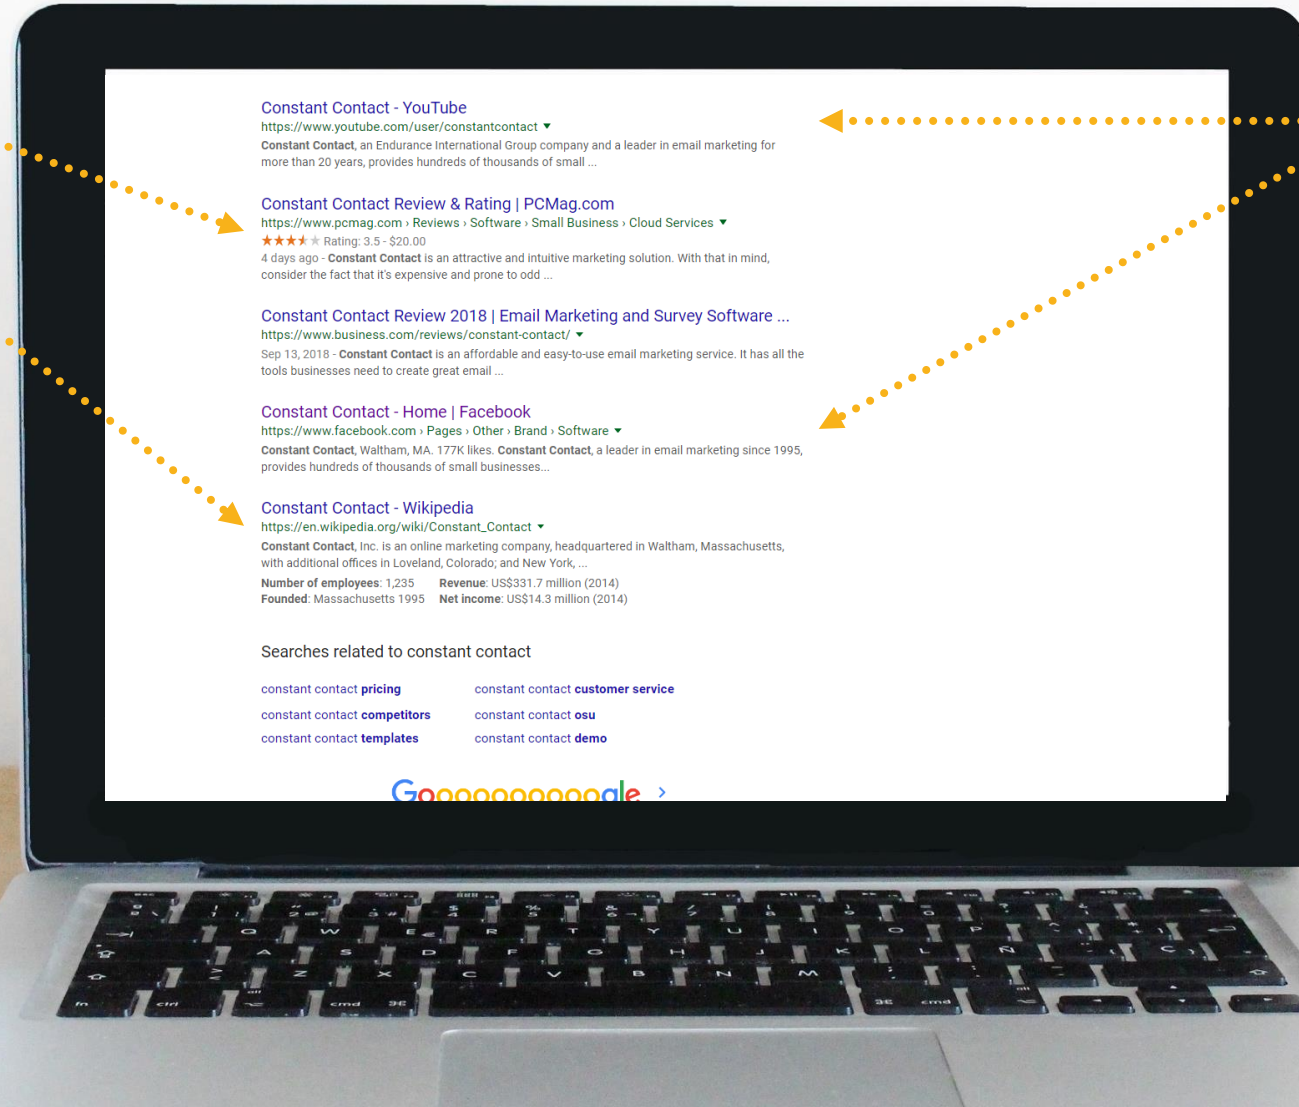 Constant Contact - YouTube
https://www.youtube.com/user/constantcontact
Constant Contact, an Endurance International Group company and a leader in email marketing for
more than 20 years, provides hundreds of thousands of small ...
Constant Contact Review & Rating | PCMag.com
https://www.pcmag.com › Reviews › Software › Small Business › Cloud Services
Rating: 3.5 - $20.00
4 days ago - Constant Contact is an attractive and intuitive marketing solution. With that in mind,
consider the fact that it's expensive and prone to odd ...
Constant Contact Review 2018 | Email Marketing and Survey Software ...
https://www.business.com/reviews/constant-contact/
Sep 13, 2018 - Constant Contact is an affordable and easy-to-use email marketing service. It has all the
tools businesses need to create great email ...
Constant Contact - Home | Facebook
https://www.facebook.com › Pages › Other › Brand › Software
Constant Contact, Waltham, MA. 177K likes. Constant Contact, a leader in email marketing since 1995,
provides hundreds of thousands of small businesses...
Constant Contact - Wikipedia
https://en.wikipedia.org/wiki/Constant_Contact
Constant Contact, Inc. is an online marketing company, headquartered in Waltham, Massachusetts,
with additional offices in Loveland, Colorado; and New York, ...
Number of employees: 1,235 Revenue: US$331.7 million (2014)
Founded: Massachusetts 1995 Net income: US$14.3 million (2014)
Searches related to constant contact
constant contact pricing constant contact customer service
constant contact competitors constant contact osu
constant contact templates constant contact demo
Goooooooooogle >
Q W E € R T Y U I O P
A S D F G H J K L Ñ
Z X C V B N M
fn ctrl cmd ⌘ ⌘ cmd